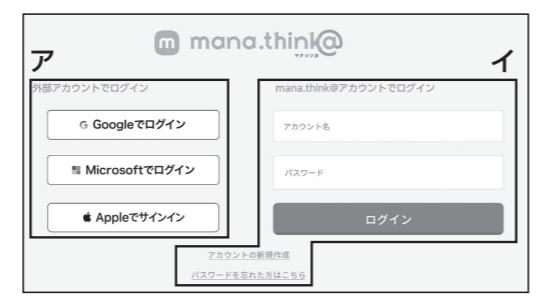 m mana.think@
マナシンカ
ア
イ
外部アカウントでログイン
G Googleでログイン
Microsoftでログイン
Appleでサインイン
mana.think@アカウントでログイン
アカウント名
パスワード
ログイン
アカウントの新規作成
パスワードを忘れた方はこちら